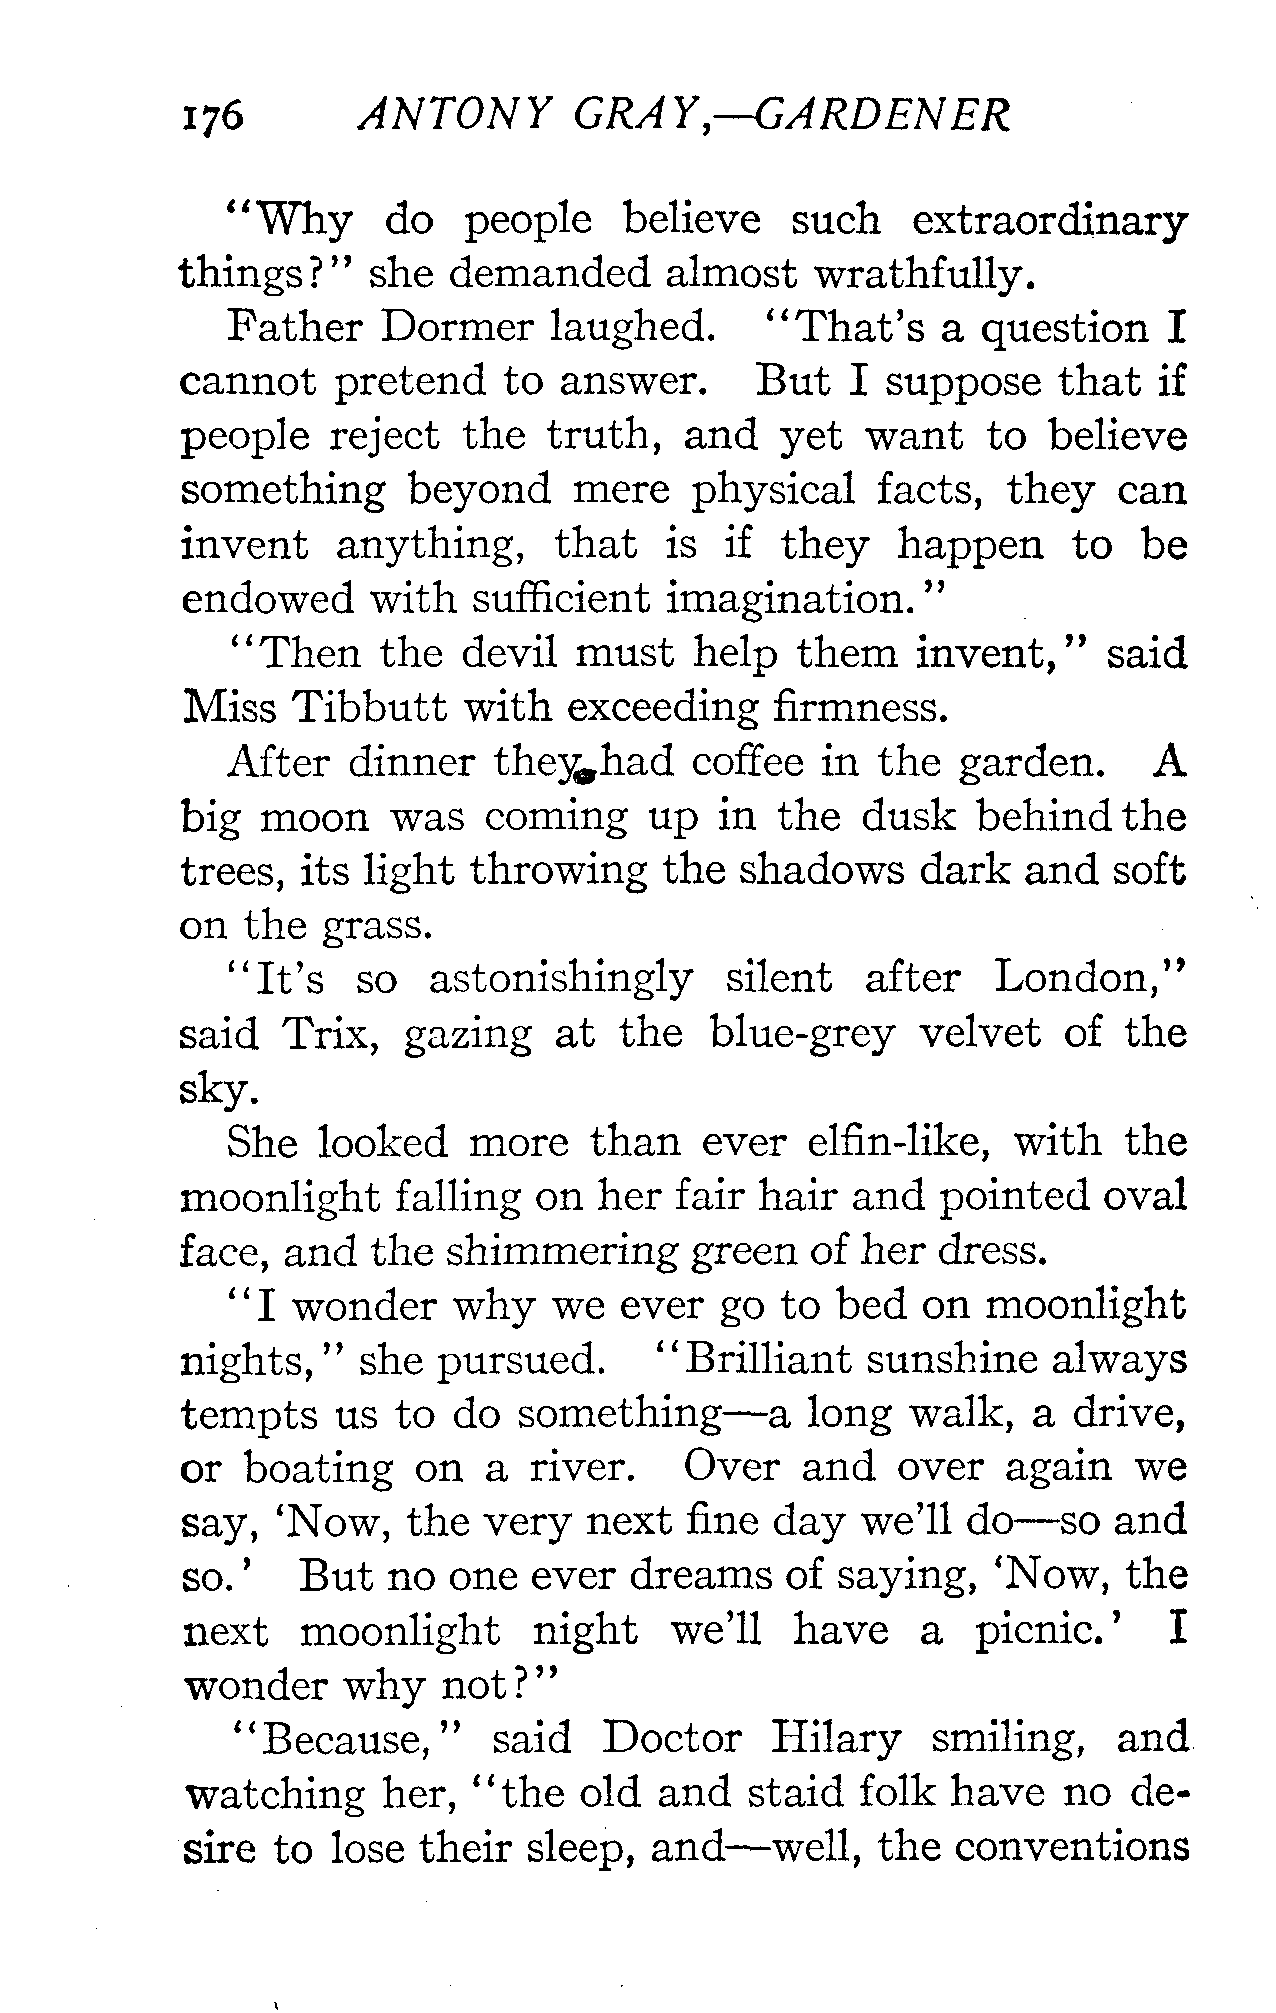 176 ANTONY GRAY,—GARDENER
"Why do people believe such extraordinary
things?" she demanded almost wrathfully.
Father Dormer laughed. "That's a question I
cannot pretend to answer. But I suppose that if
people reject the truth, and yet want to believe
something beyond mere physical facts, they can
invent anything, that is if they happen to be
endowed with sufficient imagination."
"Then the devil must help them invent," said
Miss Tibbutt with exceeding firmness.
After dinner they had coffee in the garden. A
big moon was coming up in the dusk behind the
trees, its light throwing the shadows dark and soft
on the grass.
"It's so astonishingly silent after London,"
said Trix, gazing at the blue-grey velvet of the
sky.
She looked more than ever elfin-like, with the
moonlight falling on her fair hair and pointed oval
face, and the shimmering green of her dress.
"I wonder why we ever go to bed on moonlight
nights," she pursued. "Brilliant sunshine always
tempts us to do something—a long walk, a drive,
or boating on a river. Over and over again we
say, 'Now, the very next fine day we'll do—so and
so.' But no one ever dreams of saying, 'Now, the
next moonlight night we'll have a picnic.' I
wonder why not?"
"Because," said Doctor Hilary smiling, and
watching her, "the old and staid folk have no de-
sire to lose their sleep, and—well, the conventions